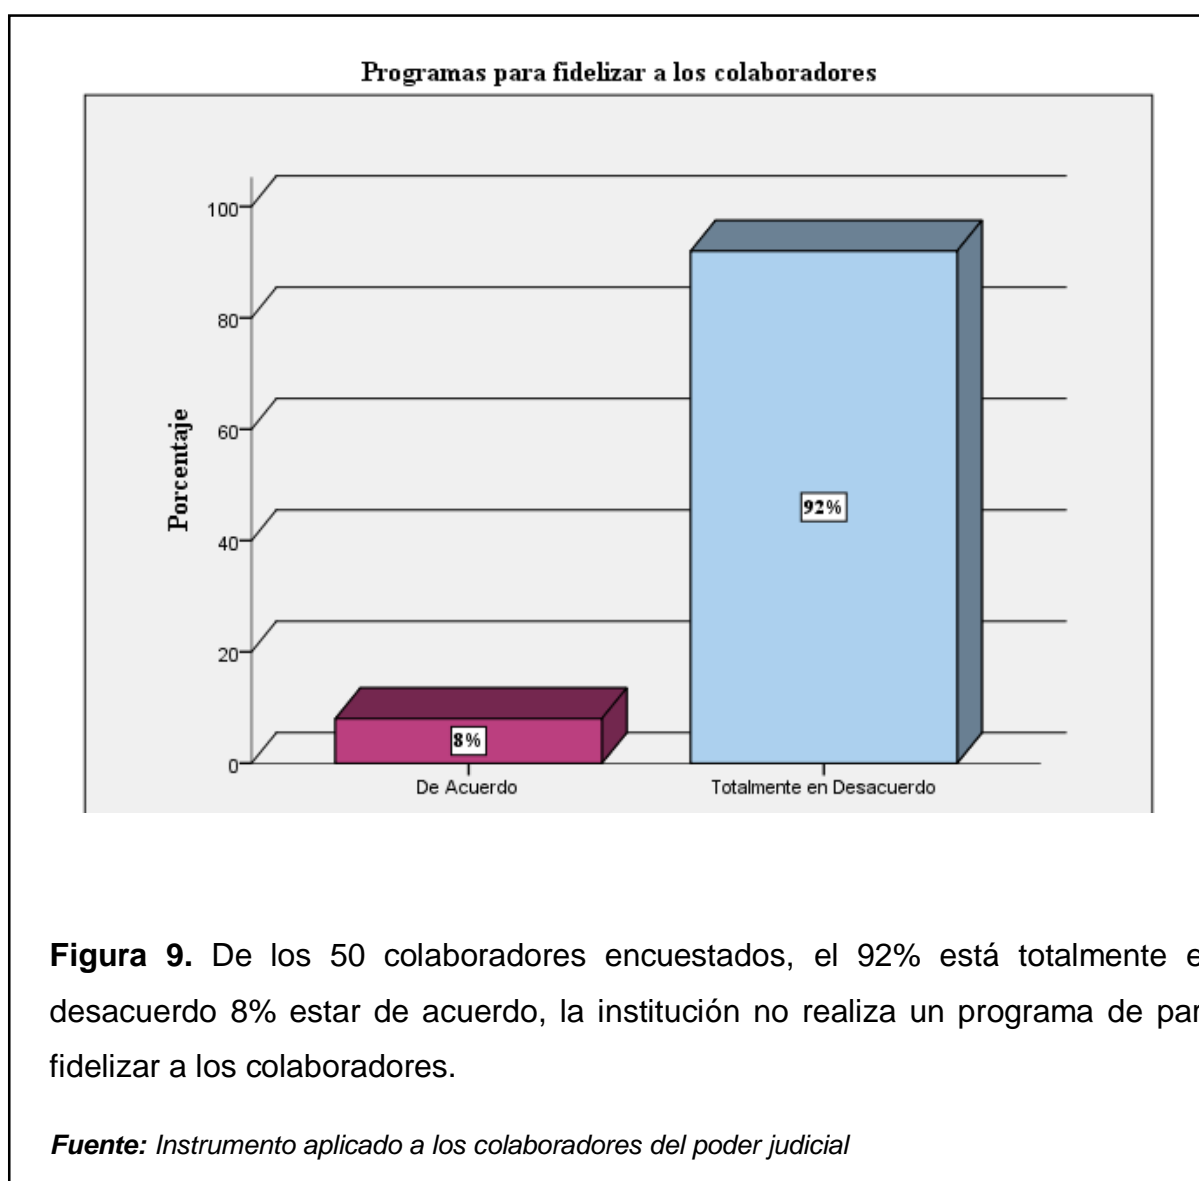 Programas para fidelizar a los colaboradores
Porcentaje
100
80
60
40
20
0
8%
92%
De Acuerdo
Totalmente en Desacuerdo
Figura 9. De los 50 colaboradores encuestados, el 92% está totalmente e
desacuerdo 8% estar de acuerdo, la institución no realiza un programa de par
fidelizar a los colaboradores.
Fuente: Instrumento aplicado a los colaboradores del poder judicial